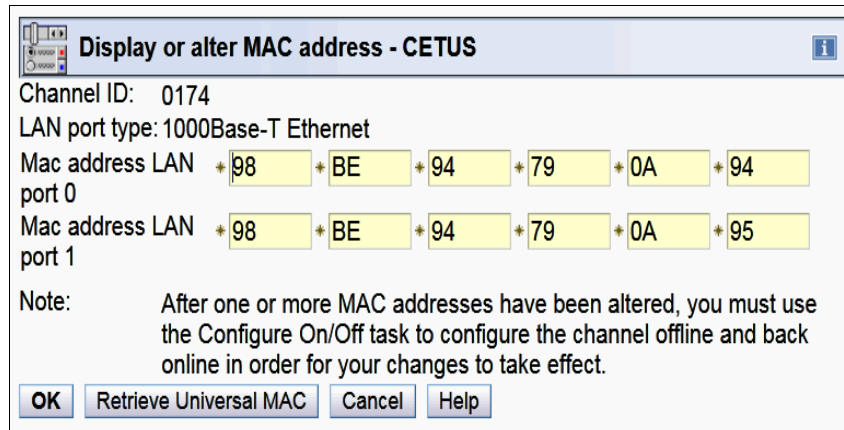 Display or alter MAC address - CETUS
i
Channel ID: 0174
LAN port type: 1000Base-T Ethernet
Mac address LAN port 0 * 98 * BE * 94 * 79 * 0A * 94
Mac address LAN port 1 * 98 * BE * 94 * 79 * 0A * 95
Note: After one or more MAC addresses have been altered, you must use
the Configure On/Off task to configure the channel offline and back
online in order for your changes to take effect.
OK Retrieve Universal MAC Cancel Help